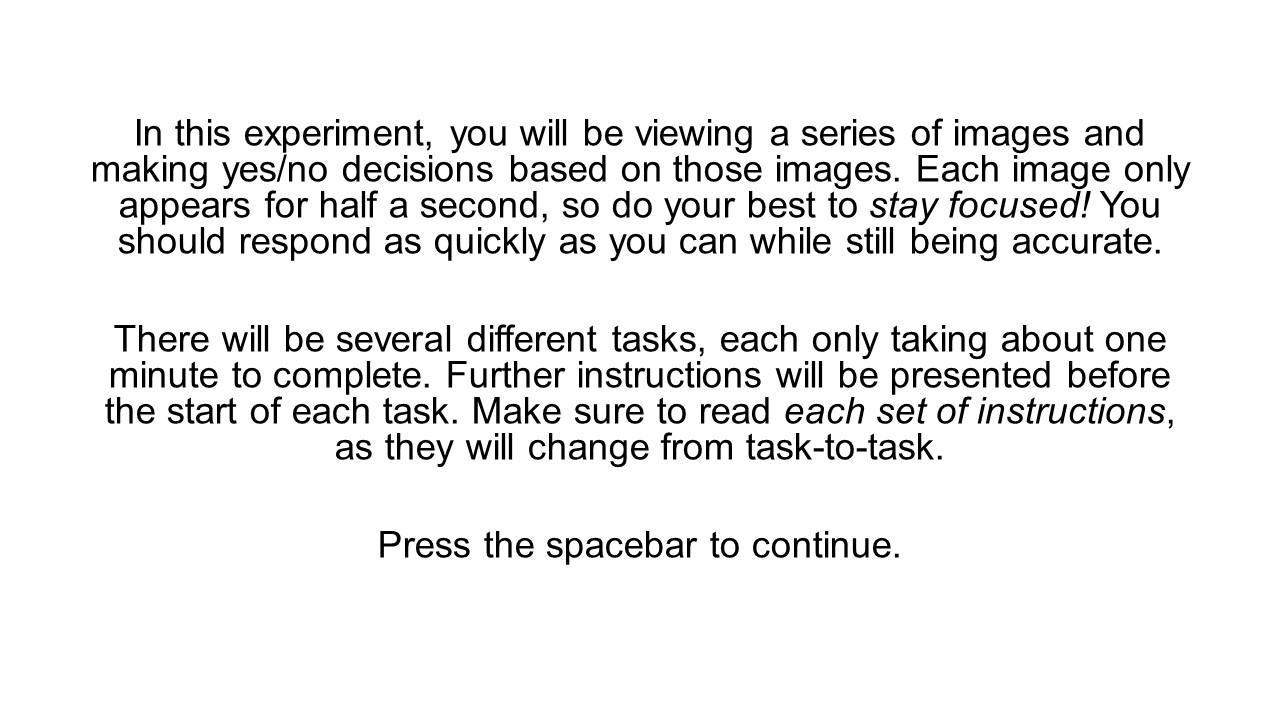 In this experiment, you will be viewing a series of images and
making yes/no decisions based on those images. Each image only
appears for half a second, so do your best to stay focused! You
should respond as quickly as you can while still being accurate.
There will be several different tasks, each only taking about one
minute to complete. Further instructions will be presented before
the start of each task. Make sure to read each set of instructions,
as they will change from task-to-task.
Press the spacebar to continue.